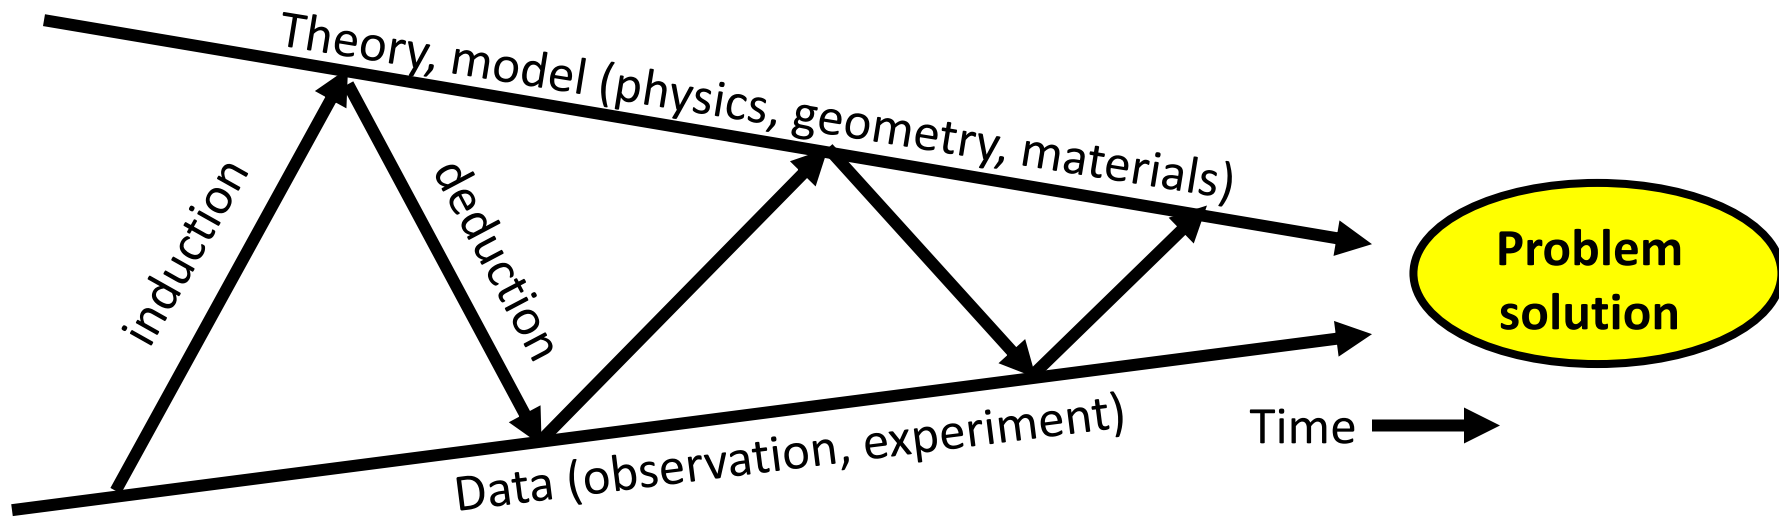 Theory, model (physics, geometry, materials)
induction
deduction
Problem
solution
Data (observation, experiment)
Time